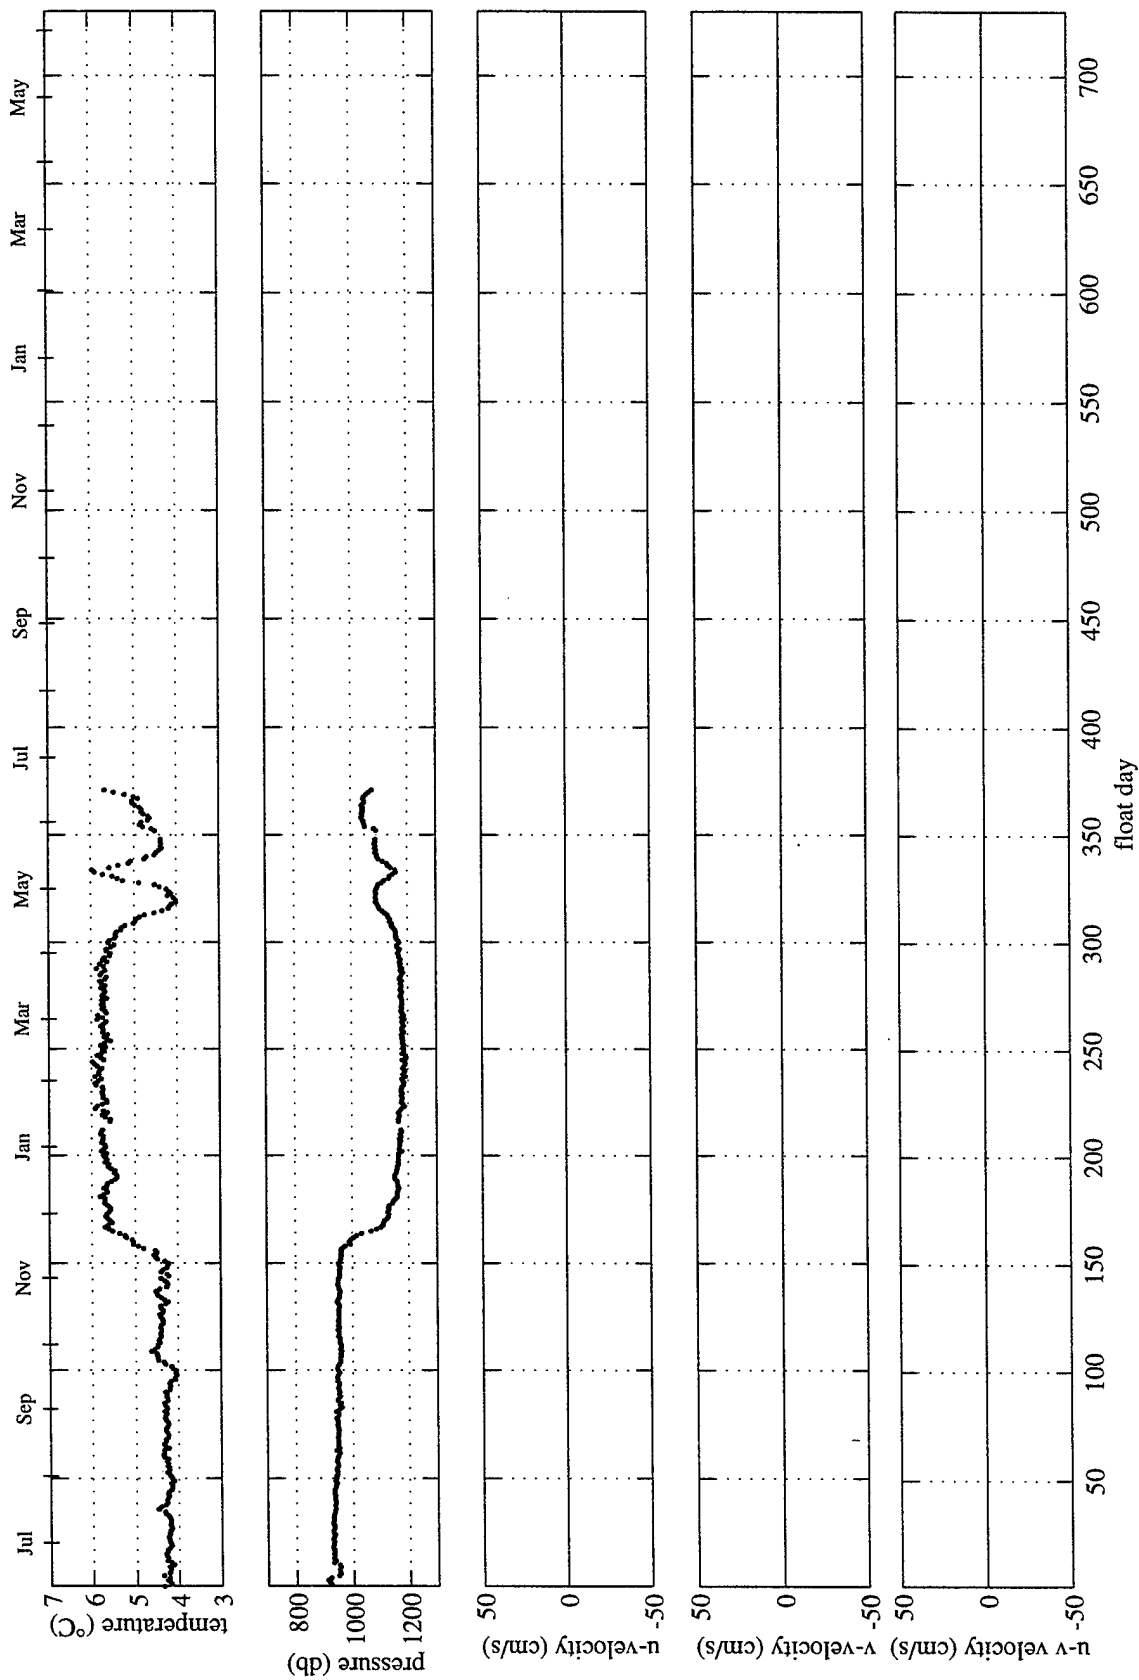 Jul Sep Nov Jan Mar May Jul Sep Nov Jan Mar May
7
6
5
4
3
temperature (°C)
800
1000
1200
pressure (db)
50
0
-50
u-velocity (cm/s)
50
0
-50
v-velocity (cm/s)
50
0
-50
u-v velocity (cm/s)
50 100 150 200 250 300 350 400 450 500 550 600 650 700
float day